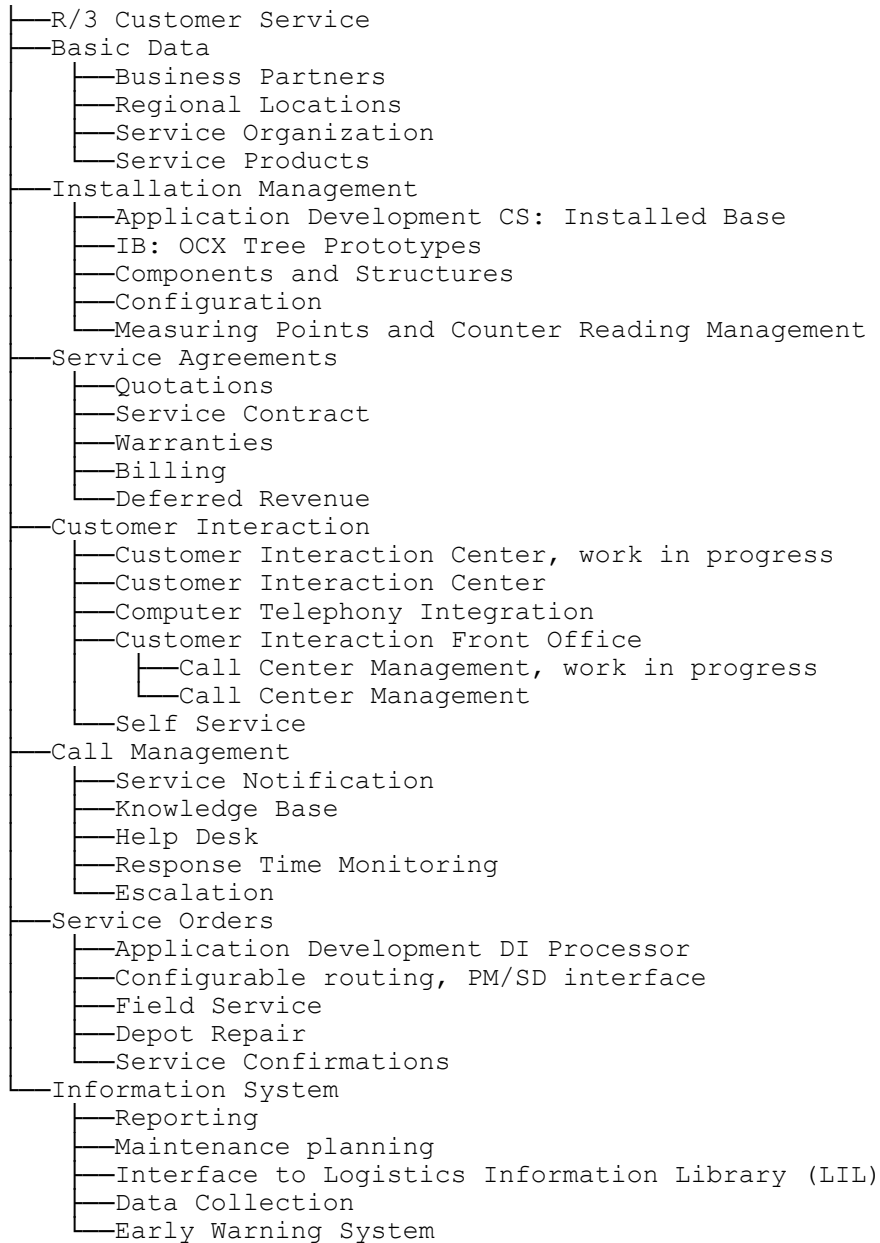 R/3 Customer Service
Basic Data
Business Partners
Regional Locations
Service Organization
Service Products
Installation Management
Application Development CS: Installed Base
IB: OCX Tree Prototypes
Components and Structures
Configuration
Measuring Points and Counter Reading Management
Service Agreements
Quotations
Service Contract
Warranties
Billing
Deferred Revenue
Customer Interaction
Customer Interaction Center, work in progress
Customer Interaction Center
Computer Telephony Integration
Customer Interaction Front Office
Call Center Management, work in progress
Call Center Management
Self Service
Call Management
Service Notification
Knowledge Base
Help Desk
Response Time Monitoring
Escalation
Service Orders
Application Development DI Processor
Configurable routing, PM/SD interface
Field Service
Depot Repair
Service Confirmations
Information System
Reporting
Maintenance planning
Interface to Logistics Information Library (LIL)
Data Collection
Early Warning System